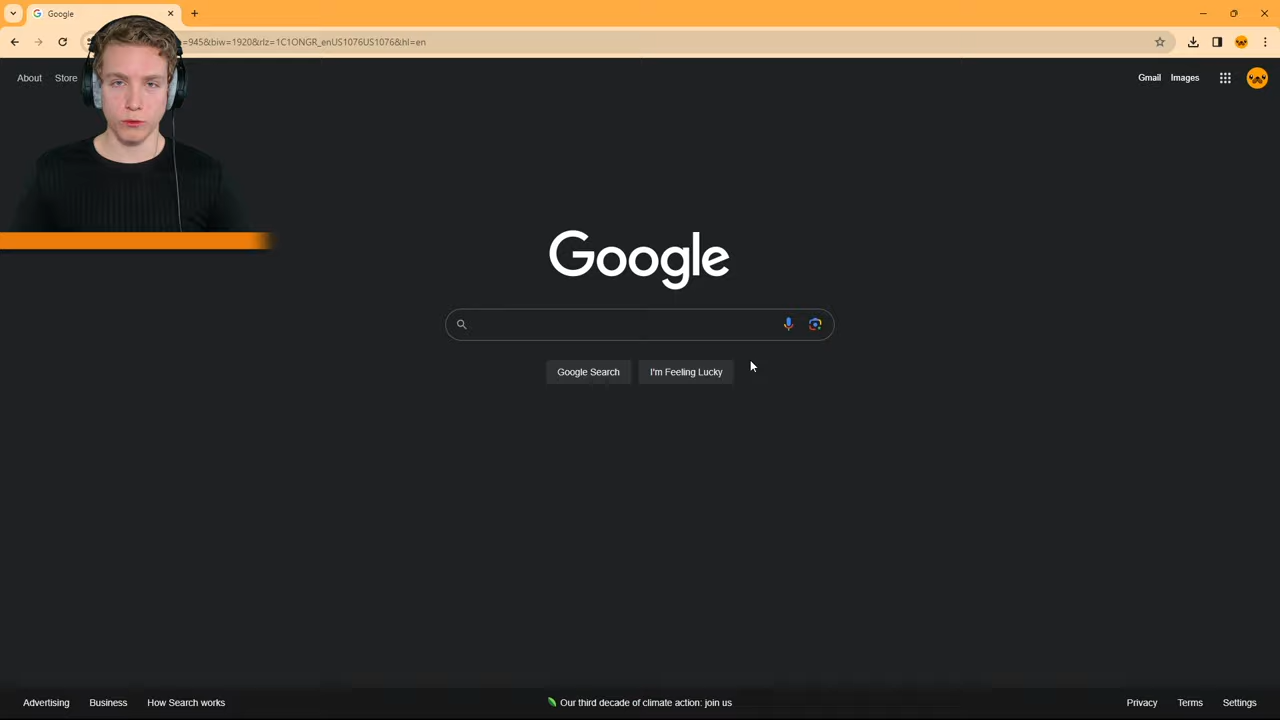 Google
=945&biw=1920&rlz=1C1ONGR_enUS1076US1076&hl=en
About Store
Gmail Images
Google
Google Search I'm Feeling Lucky
Advertising Business How Search works
Our third decade of climate action: join us
Privacy Terms Settings